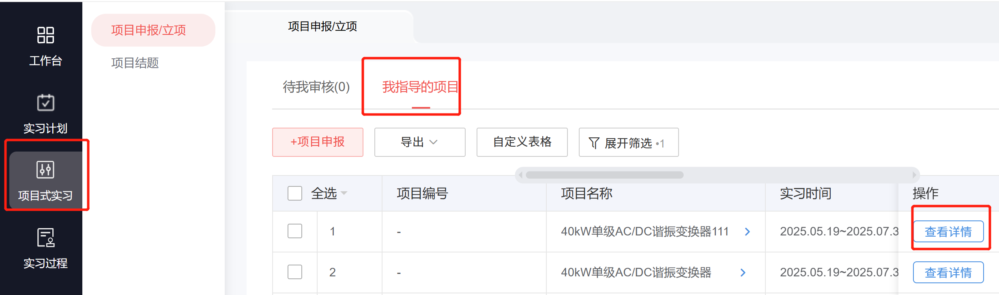 工作台
实习计划
项目式实习
实习过程
项目申报/立项
项目结题
项目申报/立项
待我审核(0) 我指导的项目
+项目申报 导出 自定义表格 展开筛选 •1
全选 项目编号 项目名称 实习时间 操作
1 - 40kW单级AC/DC谐振变换器111 2025.05.19~2025.07.3 查看详情
2 - 40kW单级AC/DC谐振变换器 2025.05.19~2025.07.3 查看详情